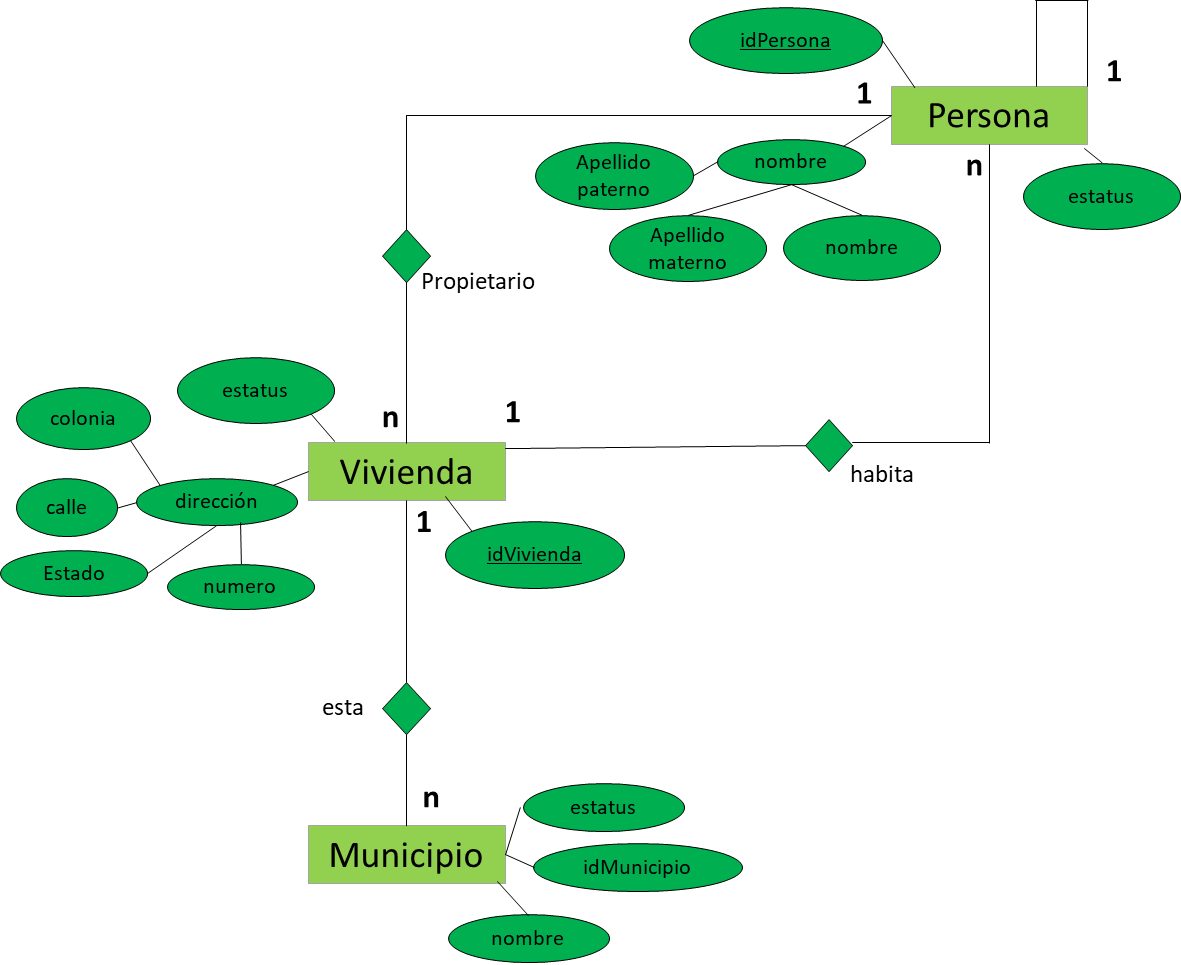 idPersona
1
1
Persona
n
Apellido
paterno
nombre
estatus
Apellido
materno
nombre
Propietario
estatus
colonia
n
1
Vivienda
habita
dirección
calle
1
idVivienda
Estado
numero
esta
n
estatus
Municipio
idMunicipio
nombre